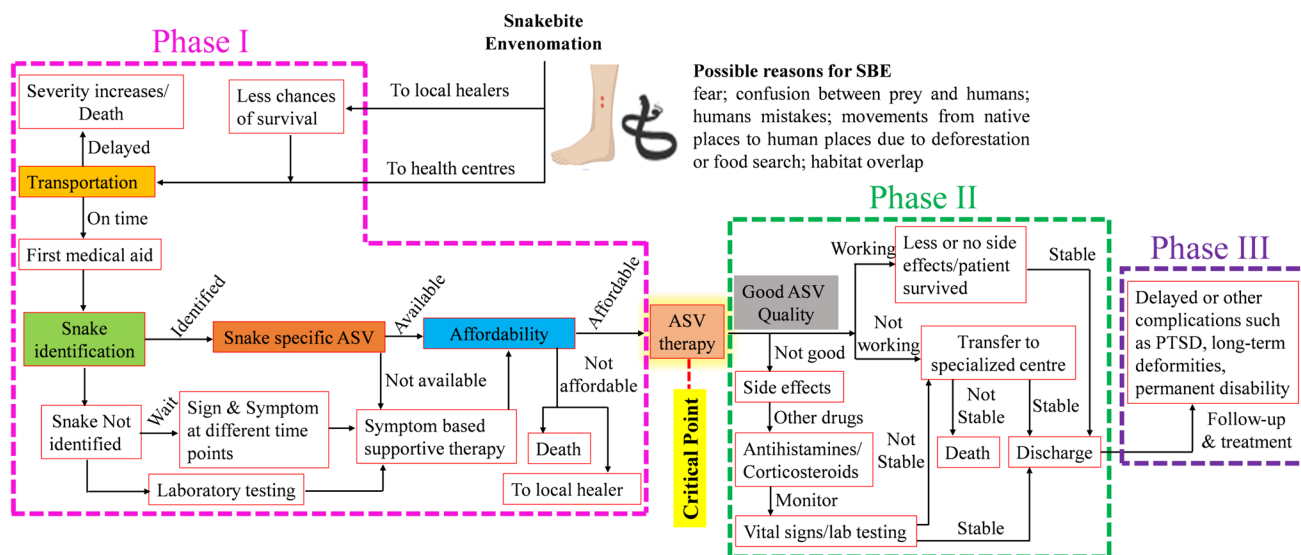 Phase I
Snakebite
Envenomation
Severity increases/
Death
Less chances
of survival
To local healers
Possible reasons for SBE
fear; confusion between prey and humans;
humans mistakes; movements from native
places to human places due to deforestation
or food search; habitat overlap
Delayed
To health centres
Transportation
On time
First medical aid
Snake
identification
Identified
Snake specific ASV
Available
Affordability
Affordable
Not available
Not
affordable
Snake Not
identified
Wait
Sign & Symptom
at different time
points
Symptom based
supportive therapy
Death
Laboratory testing
To local healer
ASV
therapy
Critical Point
Phase II
Good ASV
Quality
Working
Less or no side
effects/patient
survived
Stable
Not
working
Not good
Transfer to
specialized centre
Side effects
Other drugs
Not
Stable
Stable
Antihistamines/
Corticosteroids
Not
Stable
Death
Discharge
Monitor
Vital signs/lab testing
Stable
Phase III
Delayed or other
complications such
as PTSD, long-term
deformities,
permanent disability
Follow-up
& treatment